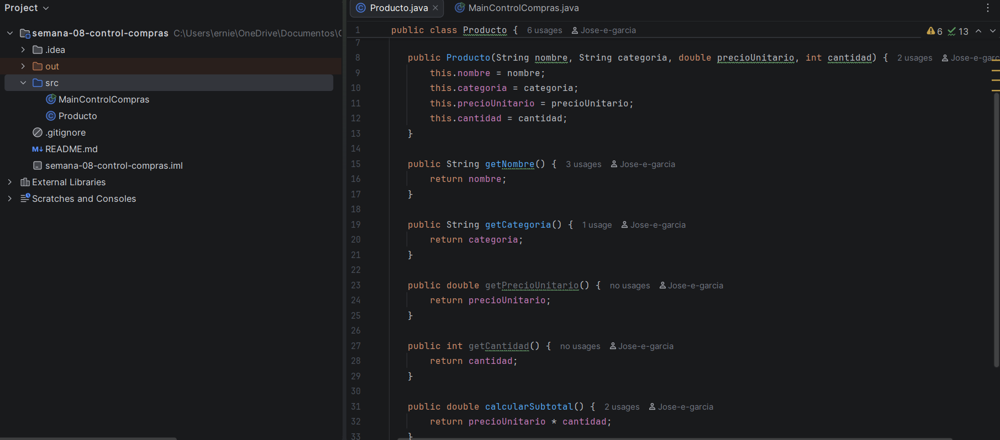 Project
semana-08-control-compras C:\Users\ernie\OneDrive\Documentos\
.idea
out
src
MainControlCompras
Producto
.gitignore
M↓ README.md
semana-08-control-compras.iml
External Libraries
Scratches and Consoles
Producto.java
MainControlCompras.java
1 public class Producto { 6 usages Jose-e-garcia
6 13
7
8 public Producto(String nombre, String categoria, double precioUnitario, int cantidad) { 2 usages Jose-e-garc
9 this.nombre = nombre;
10 this.categoria = categoria;
11 this.precioUnitario = precioUnitario;
12 this.cantidad = cantidad;
13 }
14
15 public String getNombre() { 3 usages Jose-e-garcia
16 return nombre;
17 }
18
19 public String getCategoria() { 1 usage Jose-e-garcia
20 return categoria;
21 }
22
23 public double getPrecioUnitario() { no usages Jose-e-garcia
24 return precioUnitario;
25 }
26
27 public int getCantidad() { no usages Jose-e-garcia
28 return cantidad;
29 }
30
31 public double calcularSubtotal() { 2 usages Jose-e-garcia
32 return precioUnitario * cantidad;
33 }